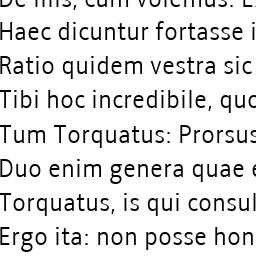 De illis, cum volemus. E
Haec dicuntur fortasse i
Ratio quidem vestra sic
Tibi hoc incredibile, quo
Tum Torquatus: Prorsus
Duo enim genera quae e
Torquatus, is qui consul
Ergo ita: non posse hon